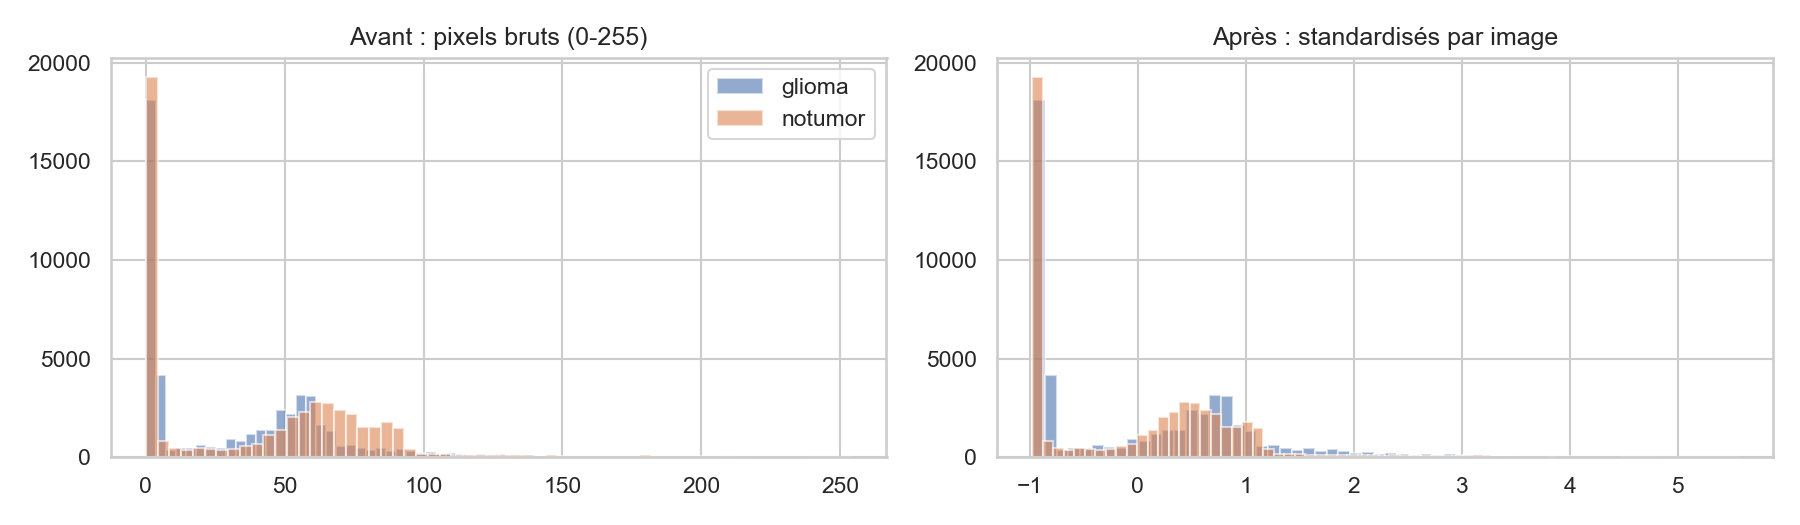 Avant : pixels bruts (0-255)
20000
15000
10000
5000
0
0 50 100 150 200 250
glioma
notumor
Après : standardisés par image
20000
15000
10000
5000
0
−1 0 1 2 3 4 5